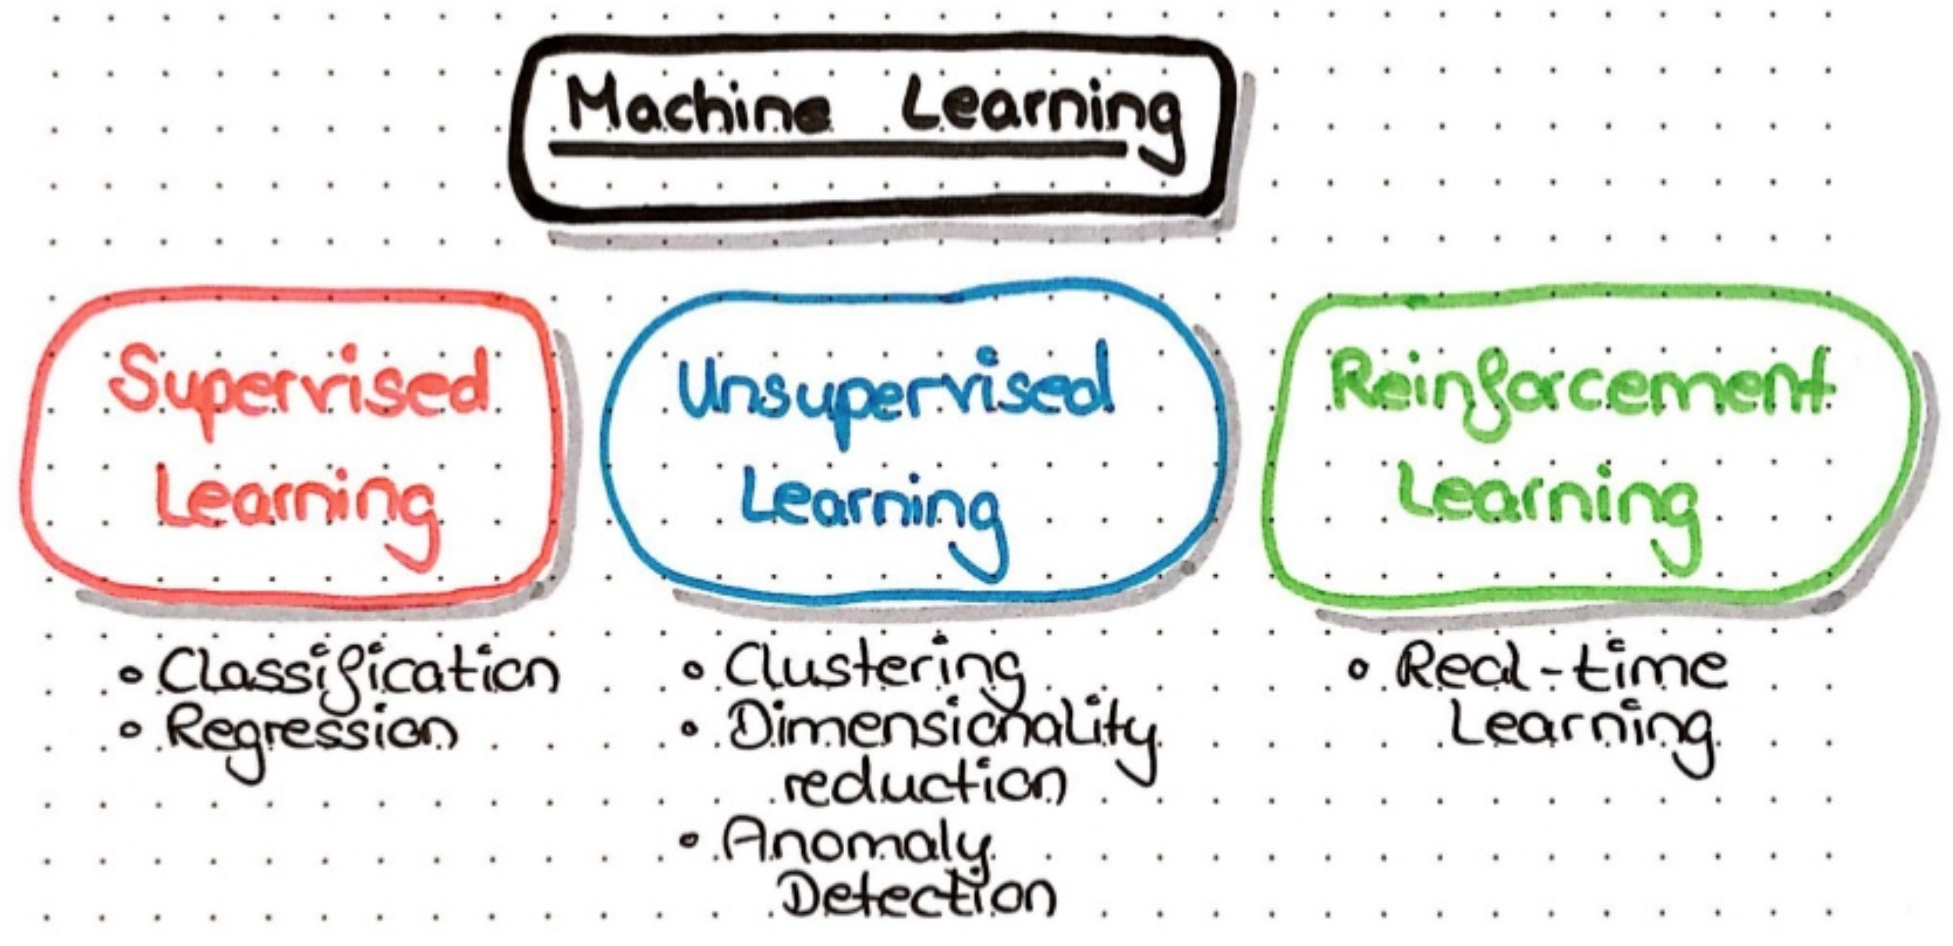 Machine Learning
Supervised
Learning
• Classification
• Regression
Unsupervised
Learning
• Clustering
• Dimensionality
reduction
• Anomaly
Detection
Reinforcement
Learning
• Real-time
Learning